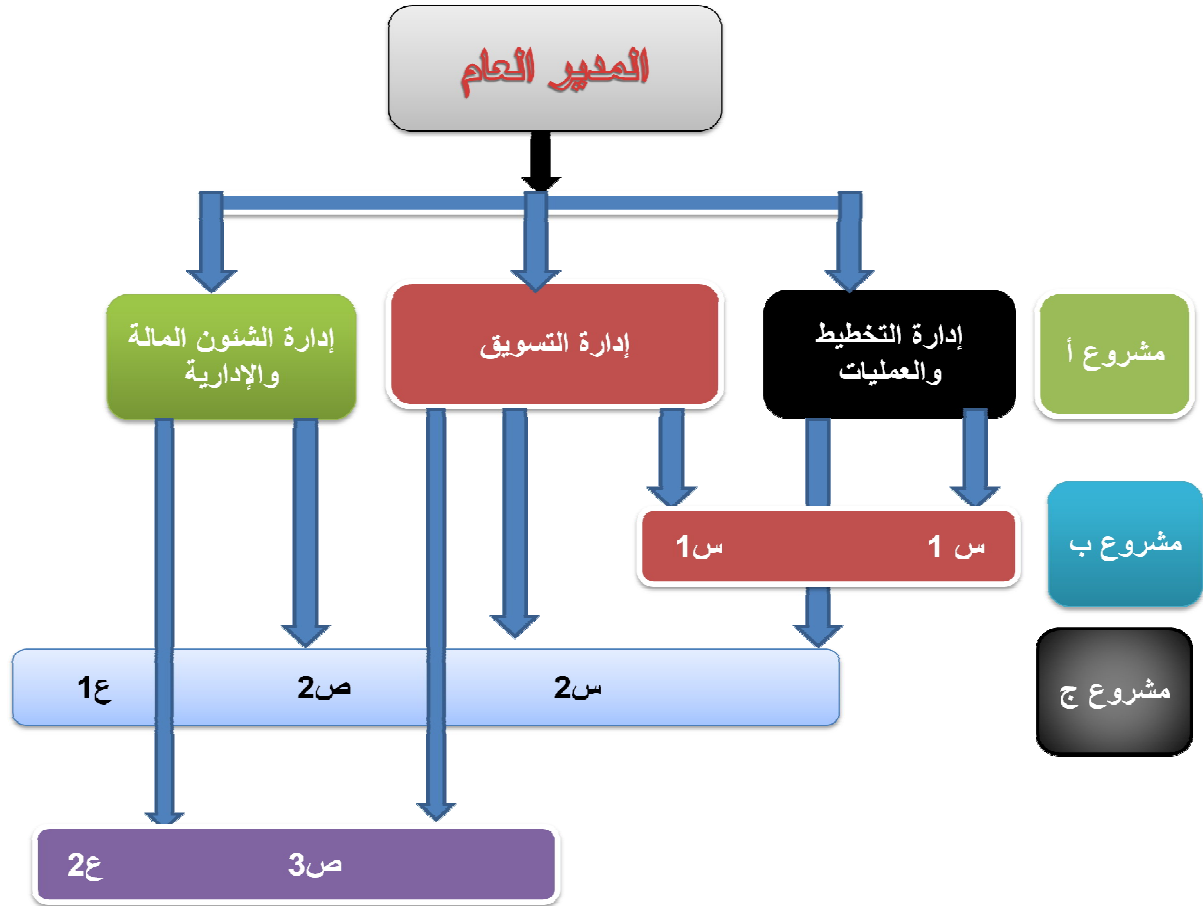 المدير العام
إدارة التخطيط
والعمليات
إدارة التسويق
إدارة الشئون المالة
والإدارية
مشروع أ
س 1
س1
مشروع ب
س2
ص2
ع1
مشروع ج
ص3
ع2